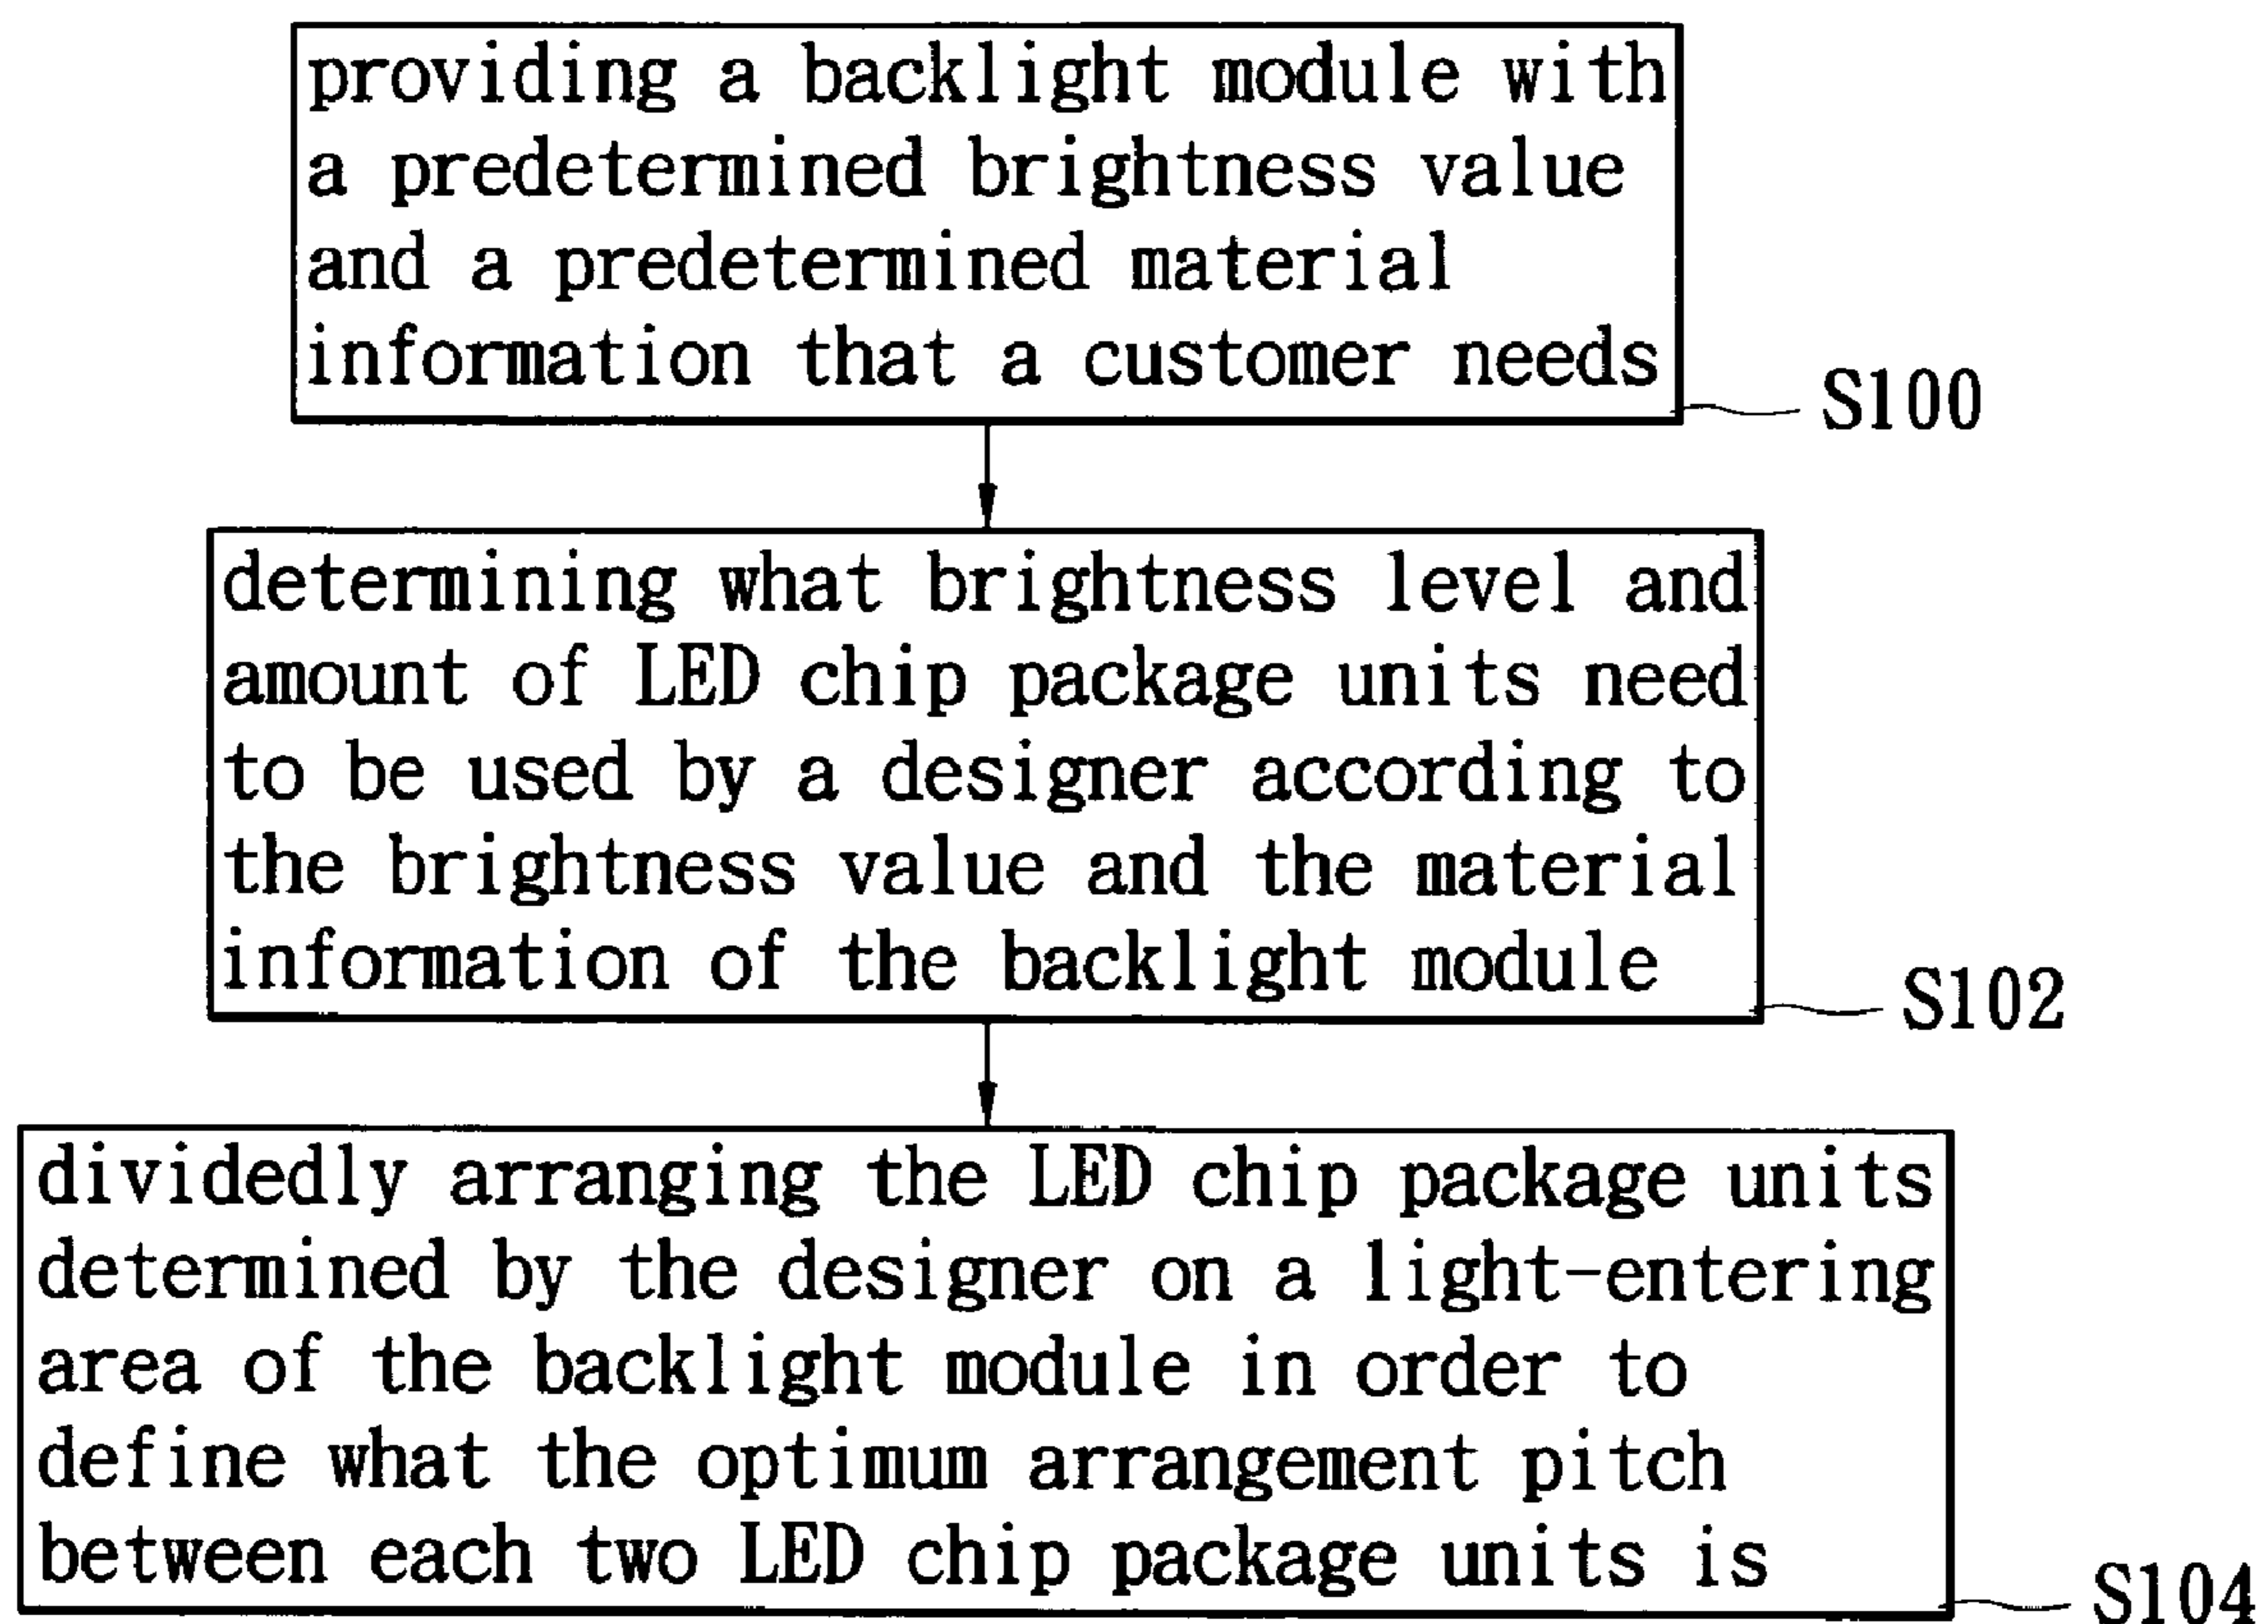 providing a backlight module with
a predetermined brightness value
and a predetermined material
information that a customer needs
S100
determining what brightness level and
amount of LED chip package units need
to be used by a designer according to
the brightness value and the material
information of the backlight module
S102
dividedly arranging the LED chip package units
determined by the designer on a light-entering
area of the backlight module in order to
define what the optimum arrangement pitch
between each two LED chip package units is
S104